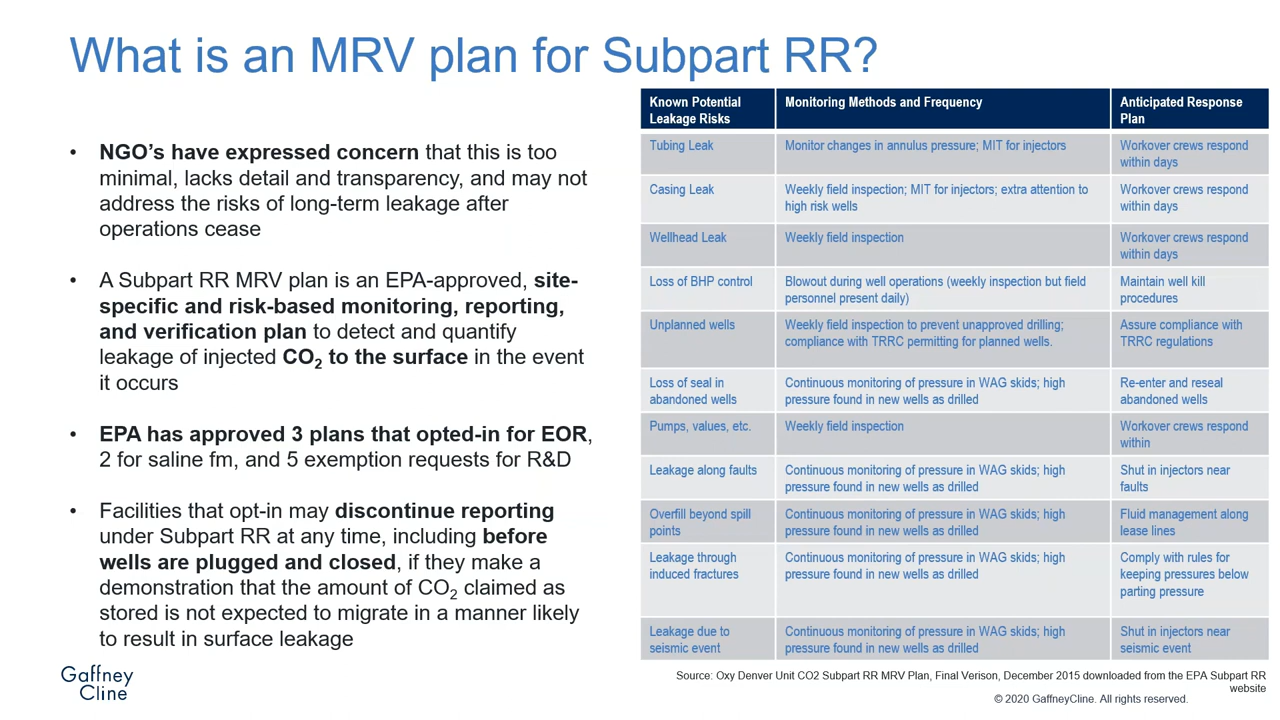 What is an MRV plan for Subpart RR?
• NGO's have expressed concern that this is too
minimal, lacks detail and transparency, and may not
address the risks of long-term leakage after
operations cease
• A Subpart RR MRV plan is an EPA-approved, site-
specific and risk-based monitoring, reporting,
and verification plan to detect and quantify
leakage of injected CO₂ to the surface in the event
it occurs
• EPA has approved 3 plans that opted-in for EOR,
2 for saline fm, and 5 exemption requests for R&D
• Facilities that opt-in may discontinue reporting
under Subpart RR at any time, including before
wells are plugged and closed, if they make a
demonstration that the amount of CO₂ claimed as
stored is not expected to migrate in a manner likely
to result in surface leakage
Known Potential
Leakage Risks
Monitoring Methods and Frequency
Anticipated Response
Plan
Tubing Leak
Monitor changes in annulus pressure; MIT for injectors
Workover crews respond
within days
Casing Leak
Weekly field inspection; MIT for injectors; extra attention to
high risk wells
Workover crews respond
within days
Wellhead Leak
Weekly field inspection
Workover crews respond
within days
Loss of BHP control
Blowout during well operations (weekly inspection but field
personnel present daily)
Maintain well kill
procedures
Unplanned wells
Weekly field inspection to prevent unapproved drilling;
compliance with TRRC permitting for planned wells.
Assure compliance with
TRRC regulations
Loss of seal in
abandoned wells
Continuous monitoring of pressure in WAG skids; high
pressure found in new wells as drilled
Re-enter and reseal
abandoned wells
Pumps, values, etc.
Weekly field inspection
Workover crews respond
within
Leakage along faults
Continuous monitoring of pressure in WAG skids; high
pressure found in new wells as drilled
Shut in injectors near
faults
Overfill beyond spill
points
Continuous monitoring of pressure in WAG skids; high
pressure found in new wells as drilled
Fluid management along
lease lines
Leakage through
induced fractures
Continuous monitoring of pressure in WAG skids; high
pressure found in new wells as drilled
Comply with rules for
keeping pressures below
parting pressure
Leakage due to
seismic event
Continuous monitoring of pressure in WAG skids; high
pressure found in new wells as drilled
Shut in injectors near
seismic event
Gaffney
Cline
Source: Oxy Denver Unit CO2 Subpart RR MRV Plan, Final Verison, December 2015 downloaded from the EPA Subpart RR
website
© 2020 GaffneyCline. All rights reserved.